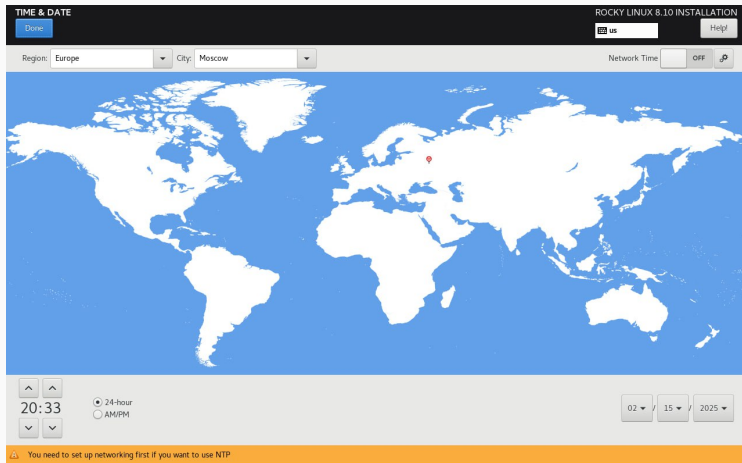 TIME & DATE
ROCKY LINUX 8.10 INSTALLATION
Done
us
Help!
Region: Europe City: Moscow Network Time OFF
20:33
24-hour
AM/PM
02 / 15 / 2025
You need to set up networking first if you want to use NTP